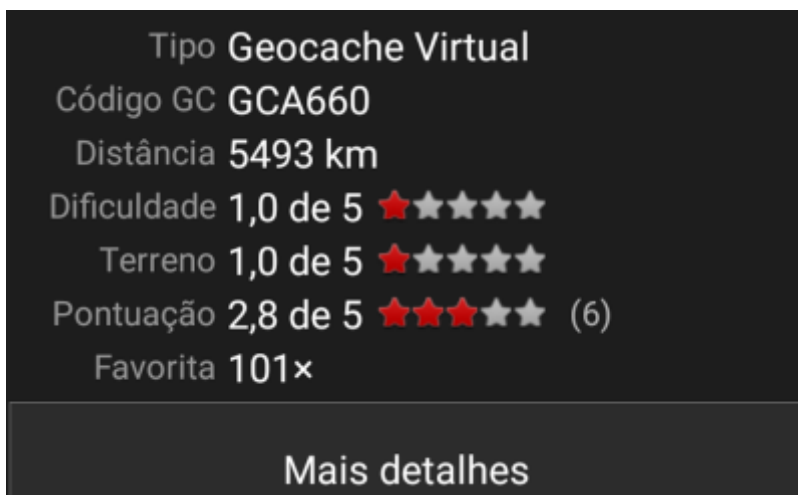 Tipo Geocache Virtual
Código GC GCA660
Distância 5493 km
Dificuldade 1,0 de 5
Terreno 1,0 de 5
Pontuação 2,8 de 5 (6)
Favorita 101×
Mais detalhes